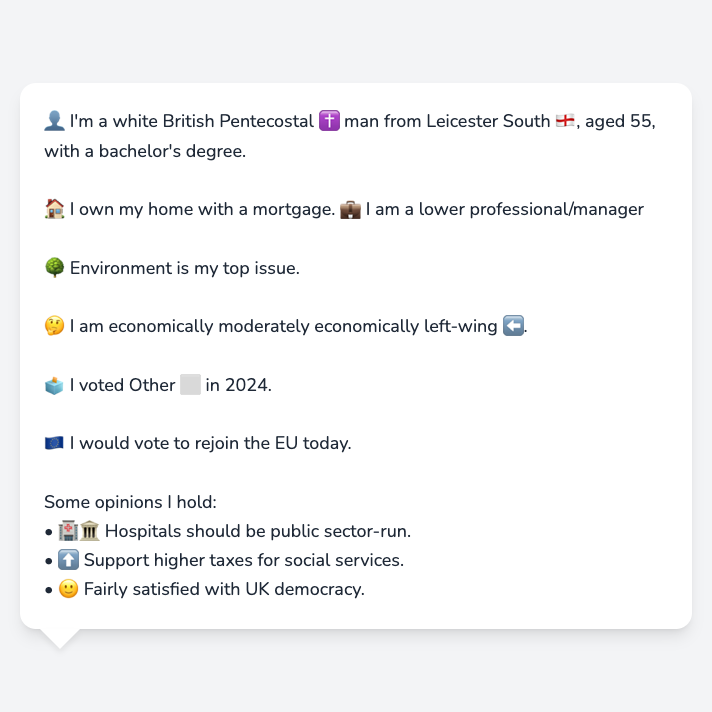 👤 I'm a white British Pentecostal ✝️ man from Leicester South 🏴󠁧󠁢󠁥󠁮󠁧󠁿, aged 55,
with a bachelor's degree.
🏠 I own my home with a mortgage. 💼 I am a lower professional/manager
🌳 Environment is my top issue.
🤔 I am economically moderately economically left-wing ⬅️.
🗳️ I voted Other ⬜ in 2024.
🇪🇺 I would vote to rejoin the EU today.
Some opinions I hold:
• 🏥🏛️ Hospitals should be public sector-run.
• ⬆️ Support higher taxes for social services.
• 🙂 Fairly satisfied with UK democracy.